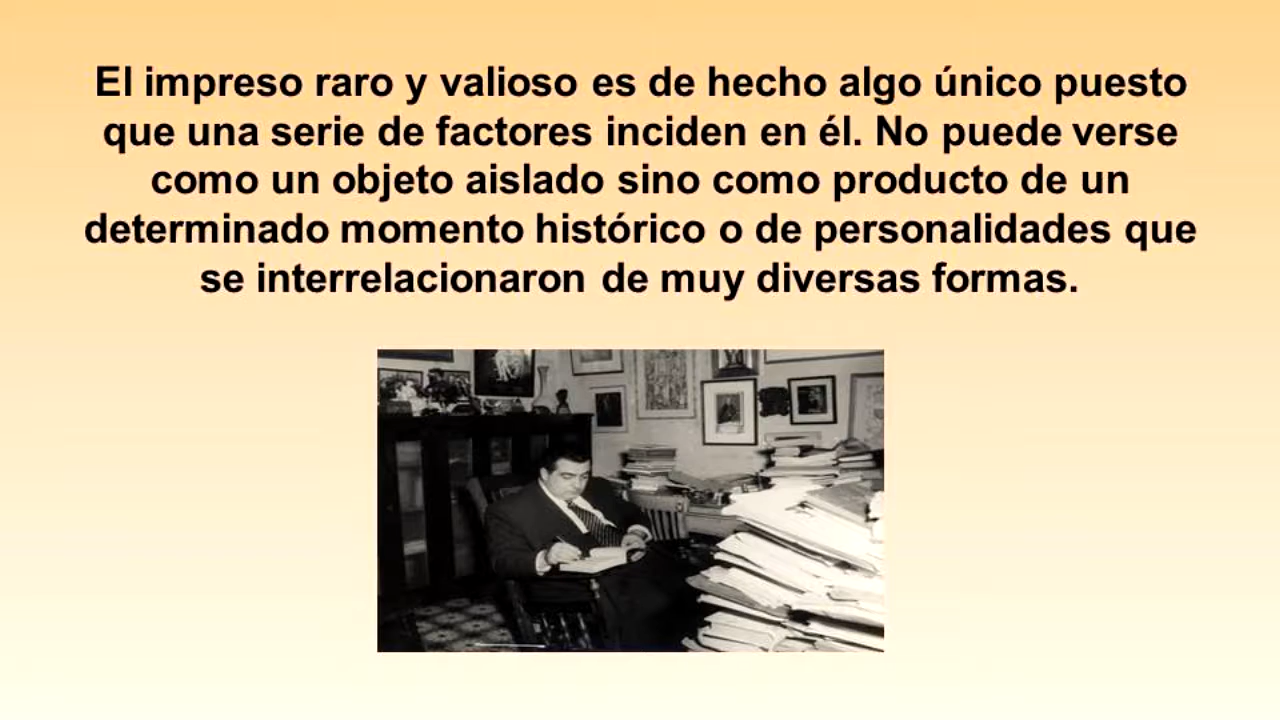 El impreso raro y valioso es de hecho algo único puesto
que una serie de factores inciden en él. No puede verse
como un objeto aislado sino como producto de un
determinado momento histórico o de personalidades que
se interrelacionaron de muy diversas formas.